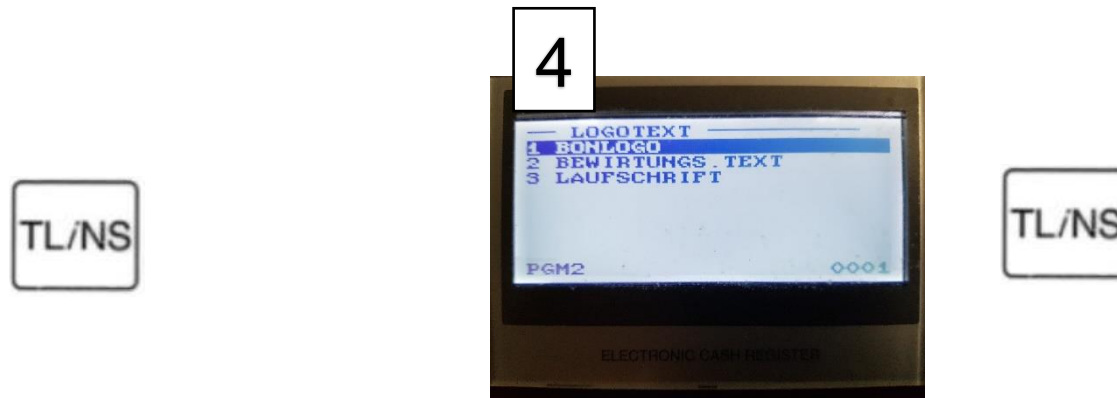 4
LOGOTEXT
1 BONLOGO
2 BEWIRTUNGS.TEXT
3 LAUFSCHRIFT
TL/NS
TL/NS
PGM2 0001
ELECTRONIC CASH REGISTER